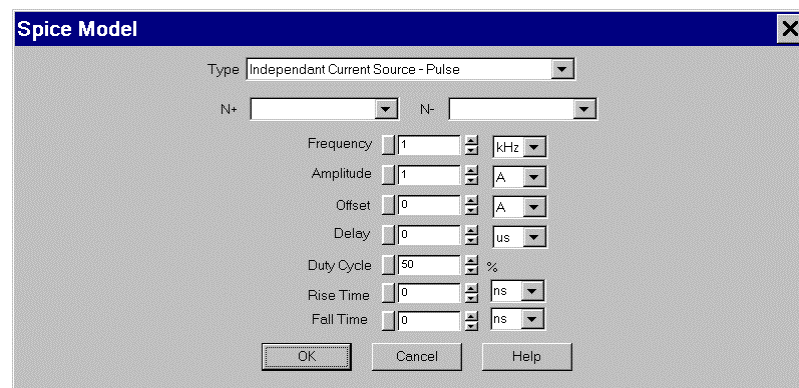 Spice Model
Type Independant Current Source - Pulse
N+ N-
Frequency 1 kHz
Amplitude 1 A
Offset 0 A
Delay 0 us
Duty Cycle 50 %
Rise Time 0 ns
Fall Time 0 ns
OK Cancel Help